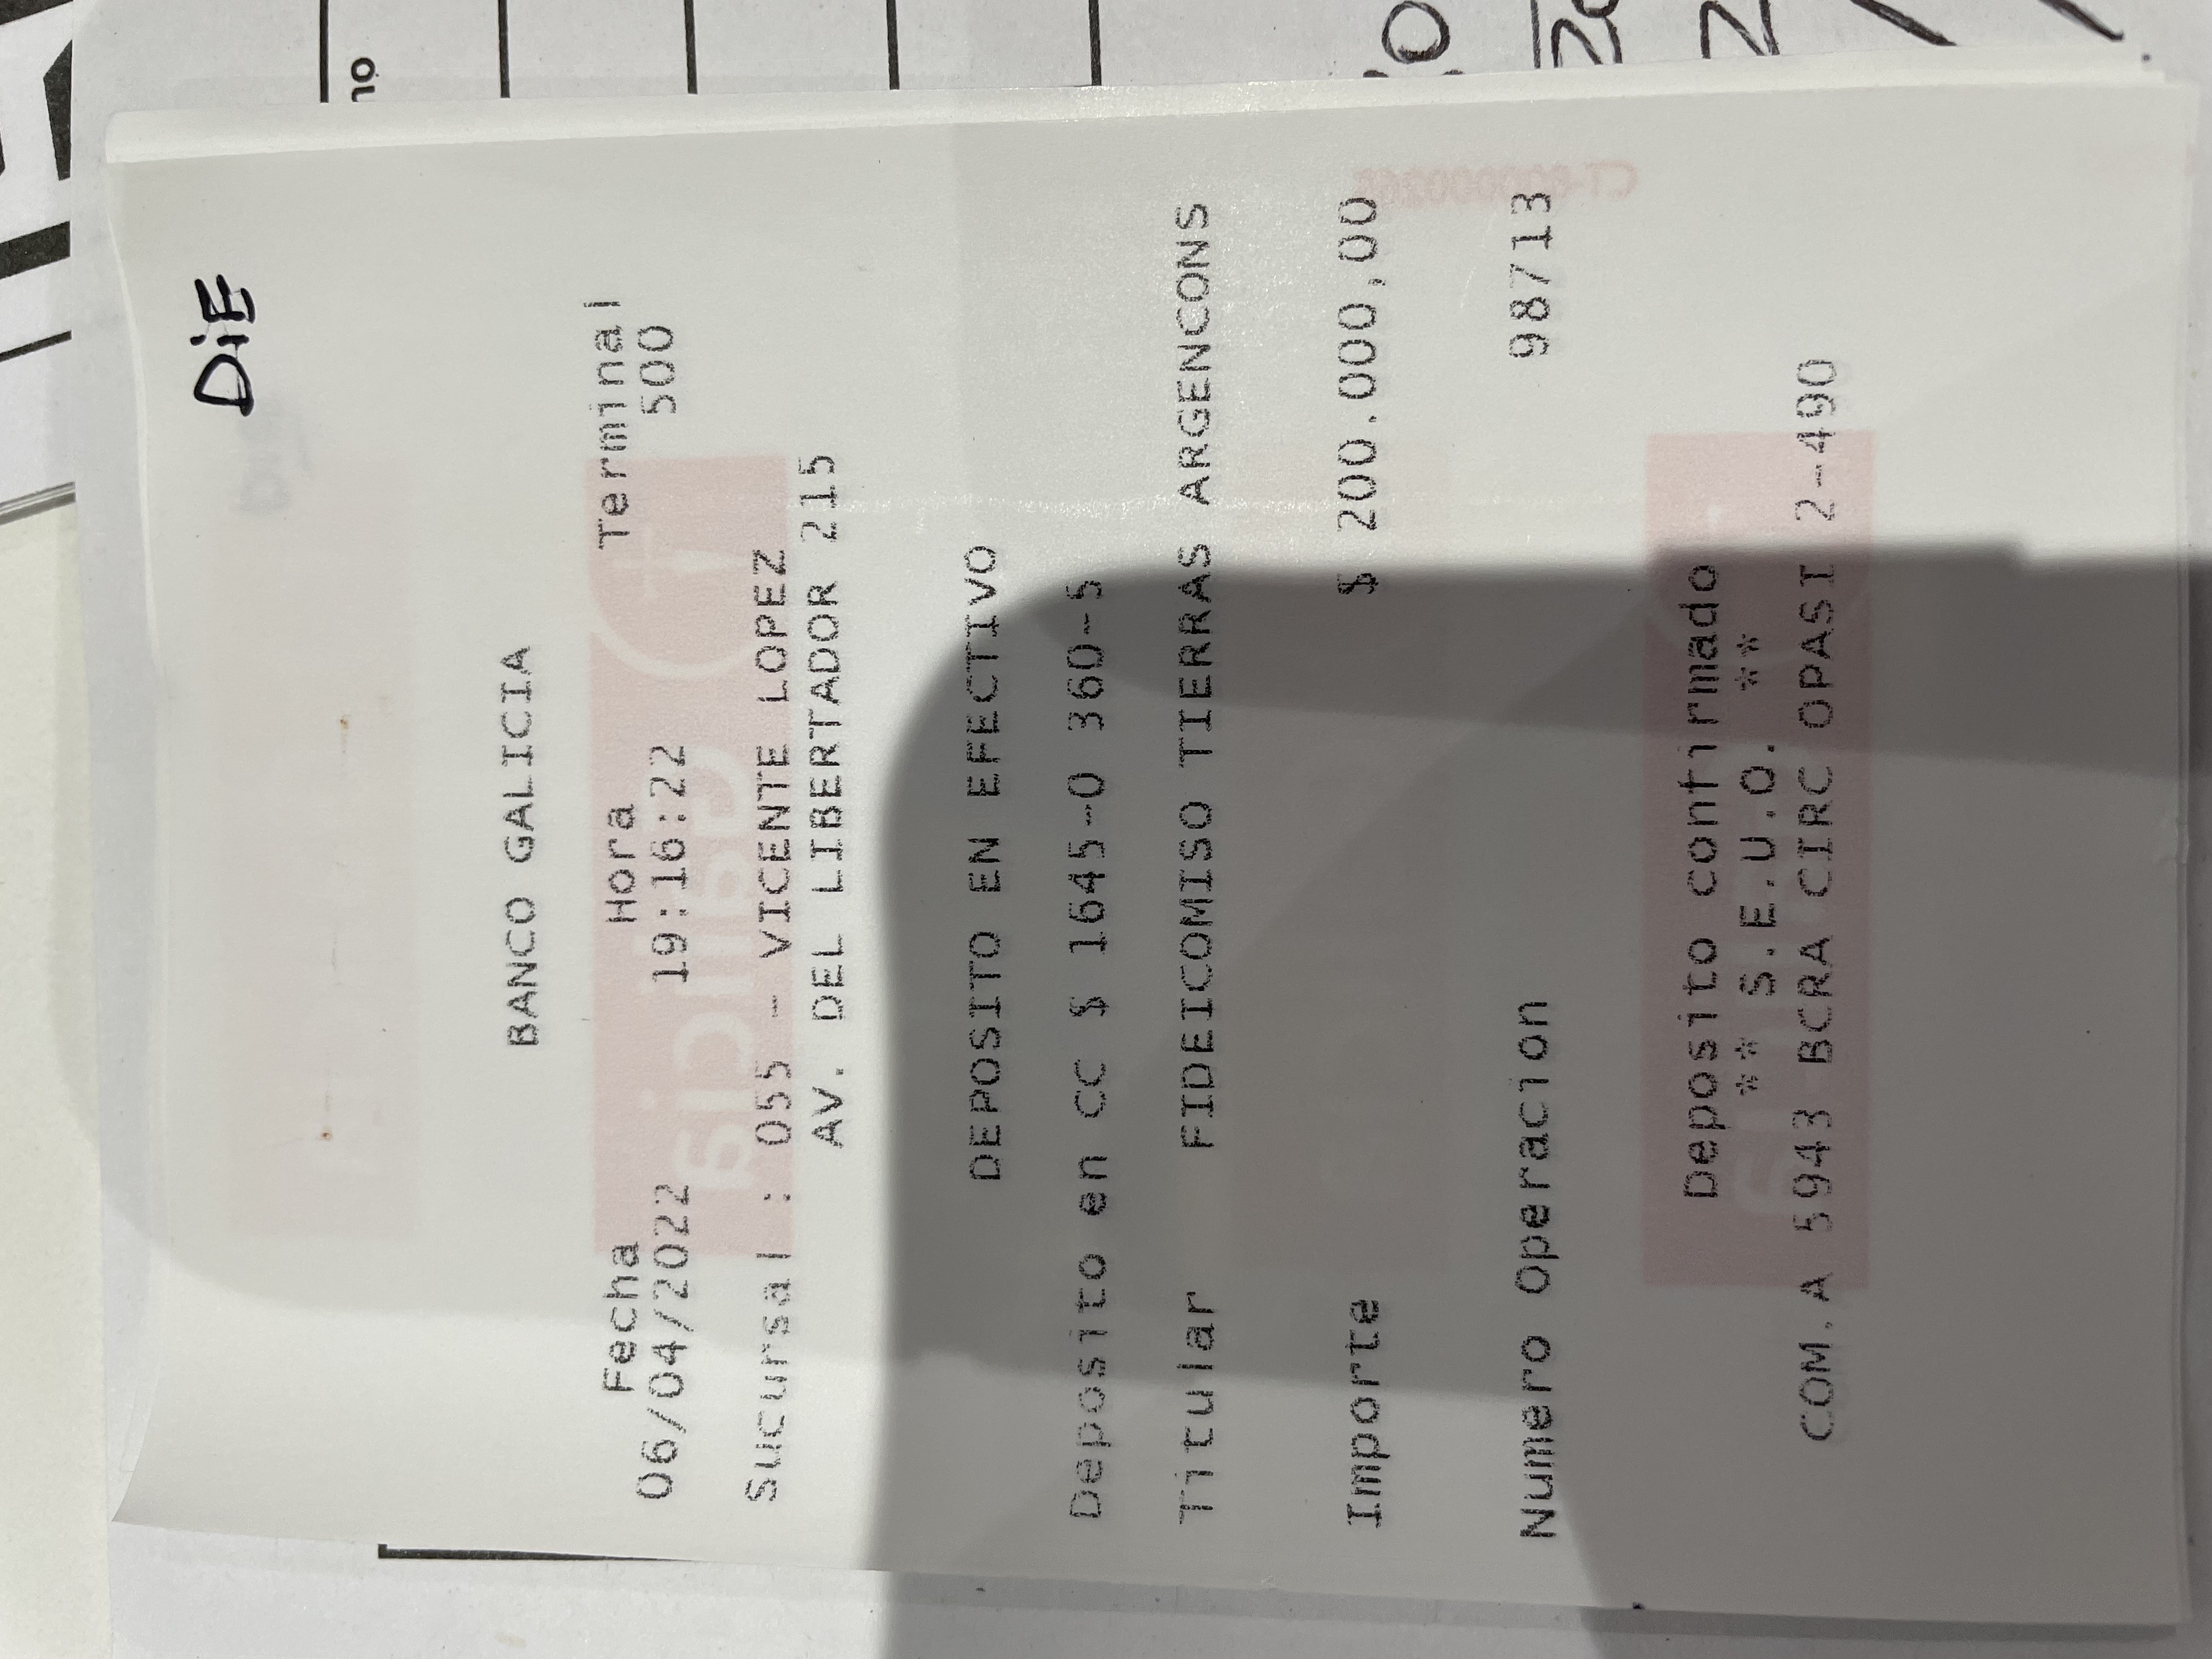 DiE
BANCO GALICIA
Fecha Hora Terminal
06/04/2022 19:16:22 500
Sucursal : 055 - VICENTE LOPEZ
AV. DEL LIBERTADOR 215
DEPOSITO EN EFECTIVO
Deposito en CC $ 1645-0 360-5
Titular FIDEICOMISO TIERRAS ARGENCONS
Importe $ 200.000,00
Numero Operacion 98713
Deposito confirmado
** S.E.U.O. **
COM.A 5943 BCRA CIRC OPASI 2-490